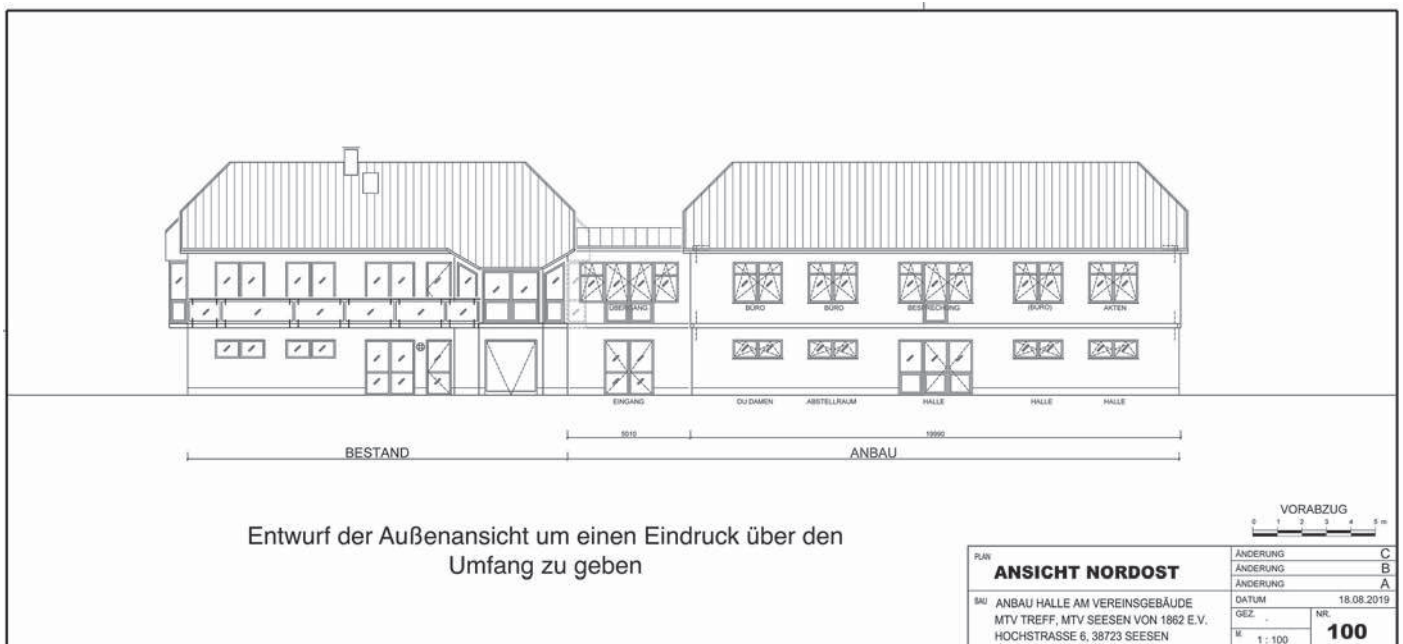 ÜBERGANG
BÜRO
BÜRO
BESPRECHUNG
(BÜRO)
AKTEN
EINGANG
DU DAMEN
ABSTELLRAUM
HALLE
HALLE
HALLE
5010
19990
BESTAND
ANBAU
Entwurf der Außenansicht um einen Eindruck über den
Umfang zu geben
VORABZUG
0 1 2 3 4 5 m
PLAN
ANSICHT NORDOST
BAU ANBAU HALLE AM VEREINSGEBÄUDE
MTV TREFF, MTV SEESEN VON 1862 E.V.
HOCHSTRASSE 6, 38723 SEESEN
ÄNDERUNG C
ÄNDERUNG B
ÄNDERUNG A
DATUM 18.08.2019
GEZ. .
NR.
M. 1 : 100
100